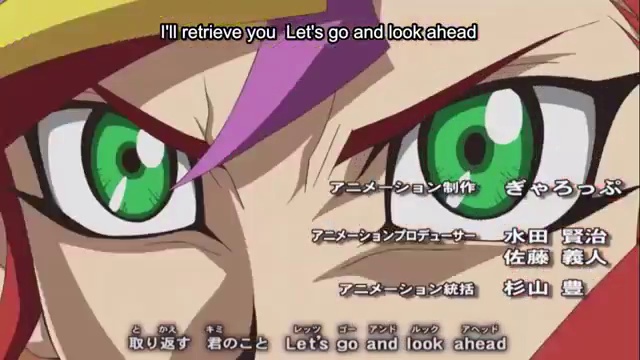 I'll retrieve you  Let's go and look ahead
アニメーション制作　ぎゃろっぷ
アニメーションプロデューサー　水田 賢治
佐藤 義人
アニメーション統括　杉山 豊
と　かえ　キミ　レッツ　ゴー　アンド　ルック　アヘッド
取り返す　君のこと　Let's go and look ahead